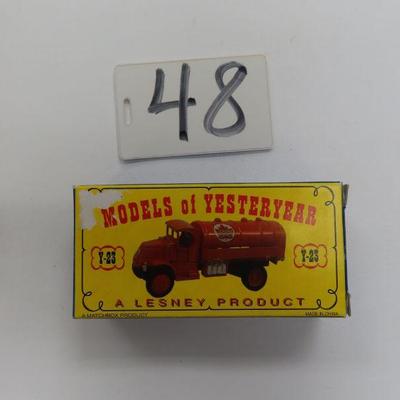 48
MODELS of YESTERYEAR
Y-23
Y-23
A LESNEY PRODUCT
A MATCHBOX PRODUCT
MADE IN CHINA